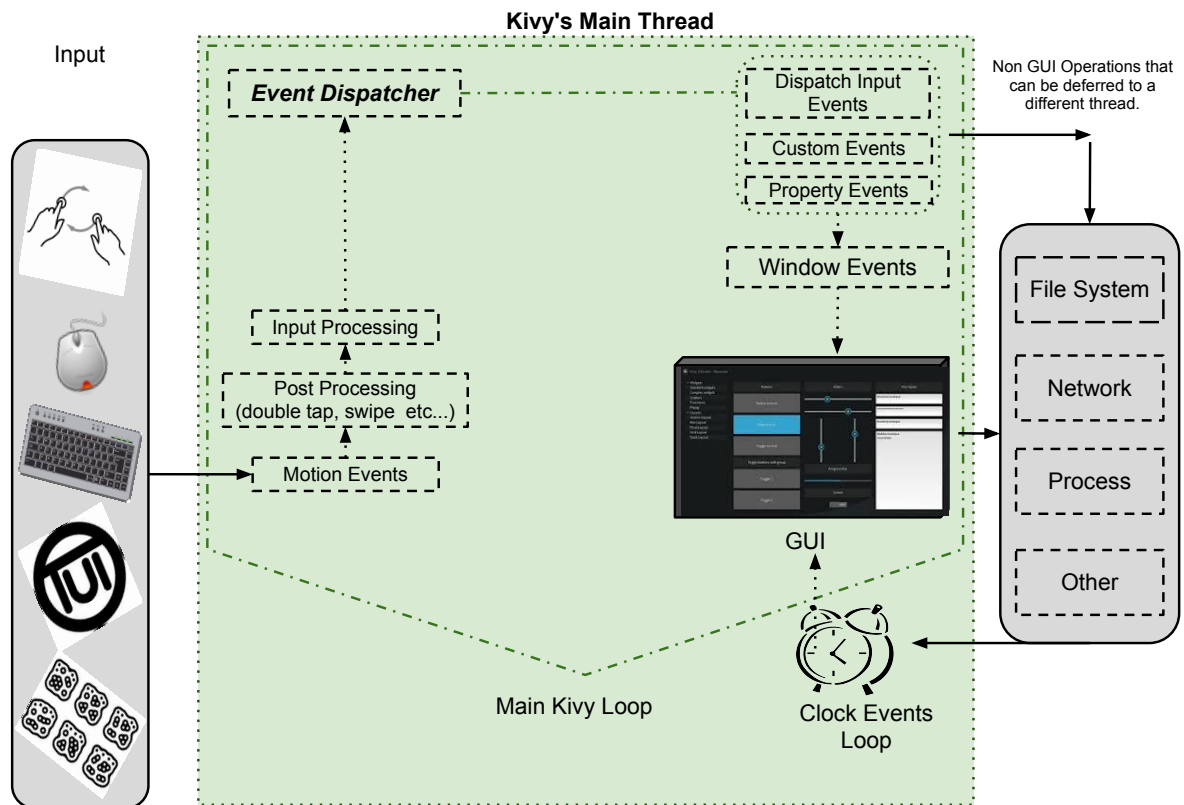 Kivy's Main Thread
Input
Event Dispatcher
Dispatch Input
Events
Custom Events
Property Events
Non GUI Operations that
can be deferred to a
different thread.
Window Events
Input Processing
Post Processing
(double tap, swipe etc...)
Motion Events
File System
Network
Process
Other
GUI
TUI
Main Kivy Loop
Clock Events
Loop